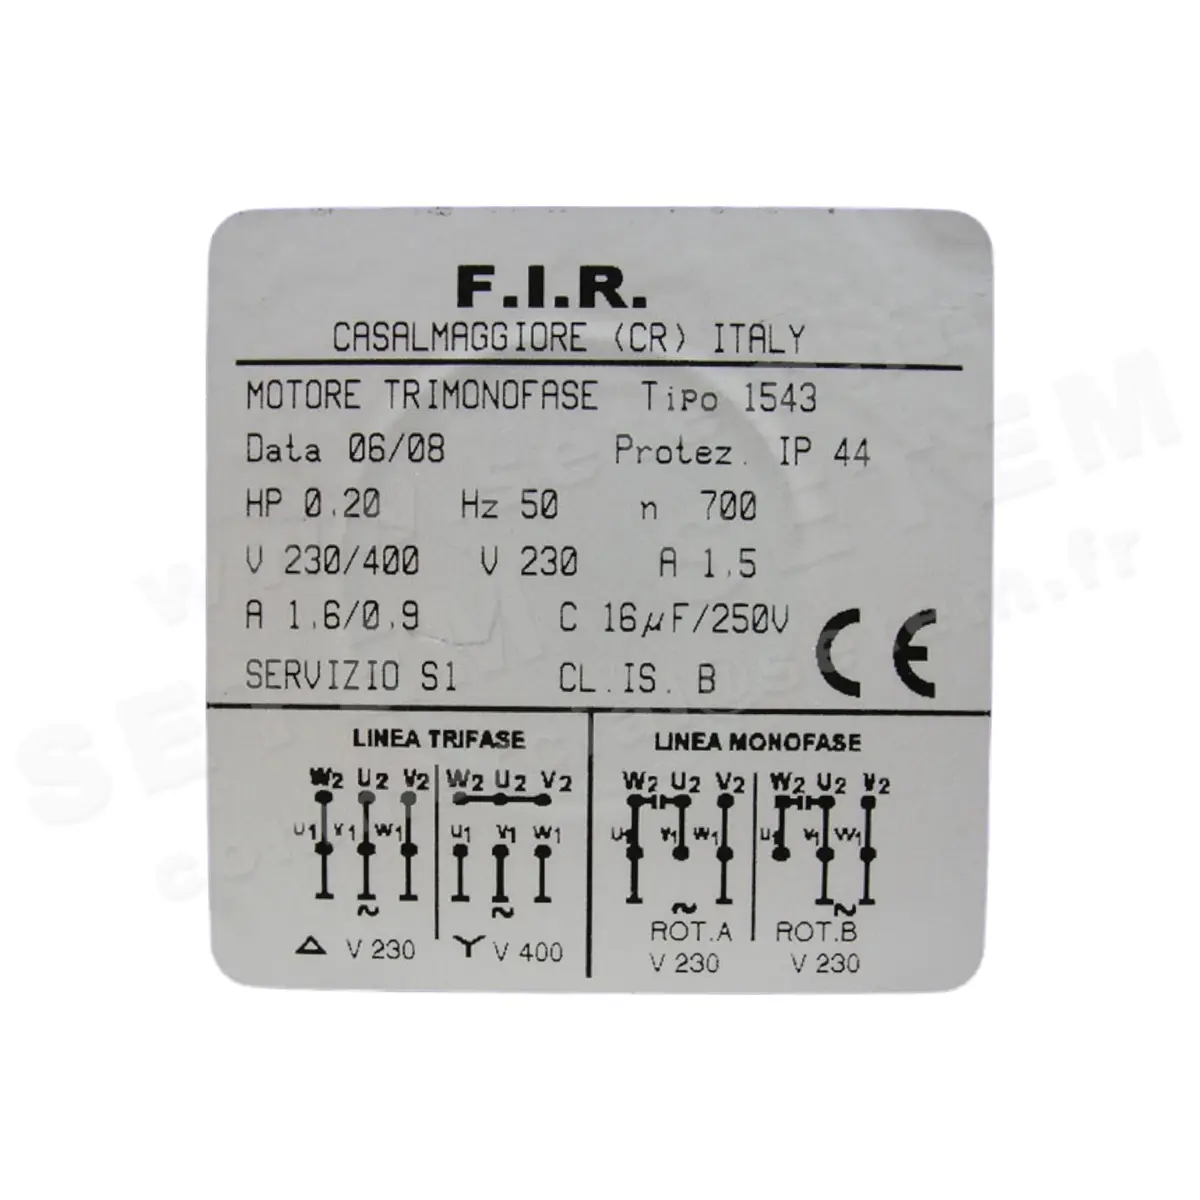 F.I.R.
CASALMAGGIORE (CR) ITALY
MOTORE TRIMONOFASE Tipo 1543
Data 06/08 Protez. IP 44
HP 0.20 Hz 50 n 700
V 230/400 V 230 A 1.5
A 1.6/0.9 C 16µF/250V CE
SERVIZIO S1 CL.IS. B
LINEA TRIFASE LINEA MONOFASE
W2 U2 V2 W2 U2 V2 W2 U2 V2 W2 U2 V2
U1 V1 W1 U1 V1 W1 U1 V1 W1 U1 V1 W1
~ ~ ~ ~
ROT.A ROT.B
Δ V 230 Y V 400 V 230 V 230